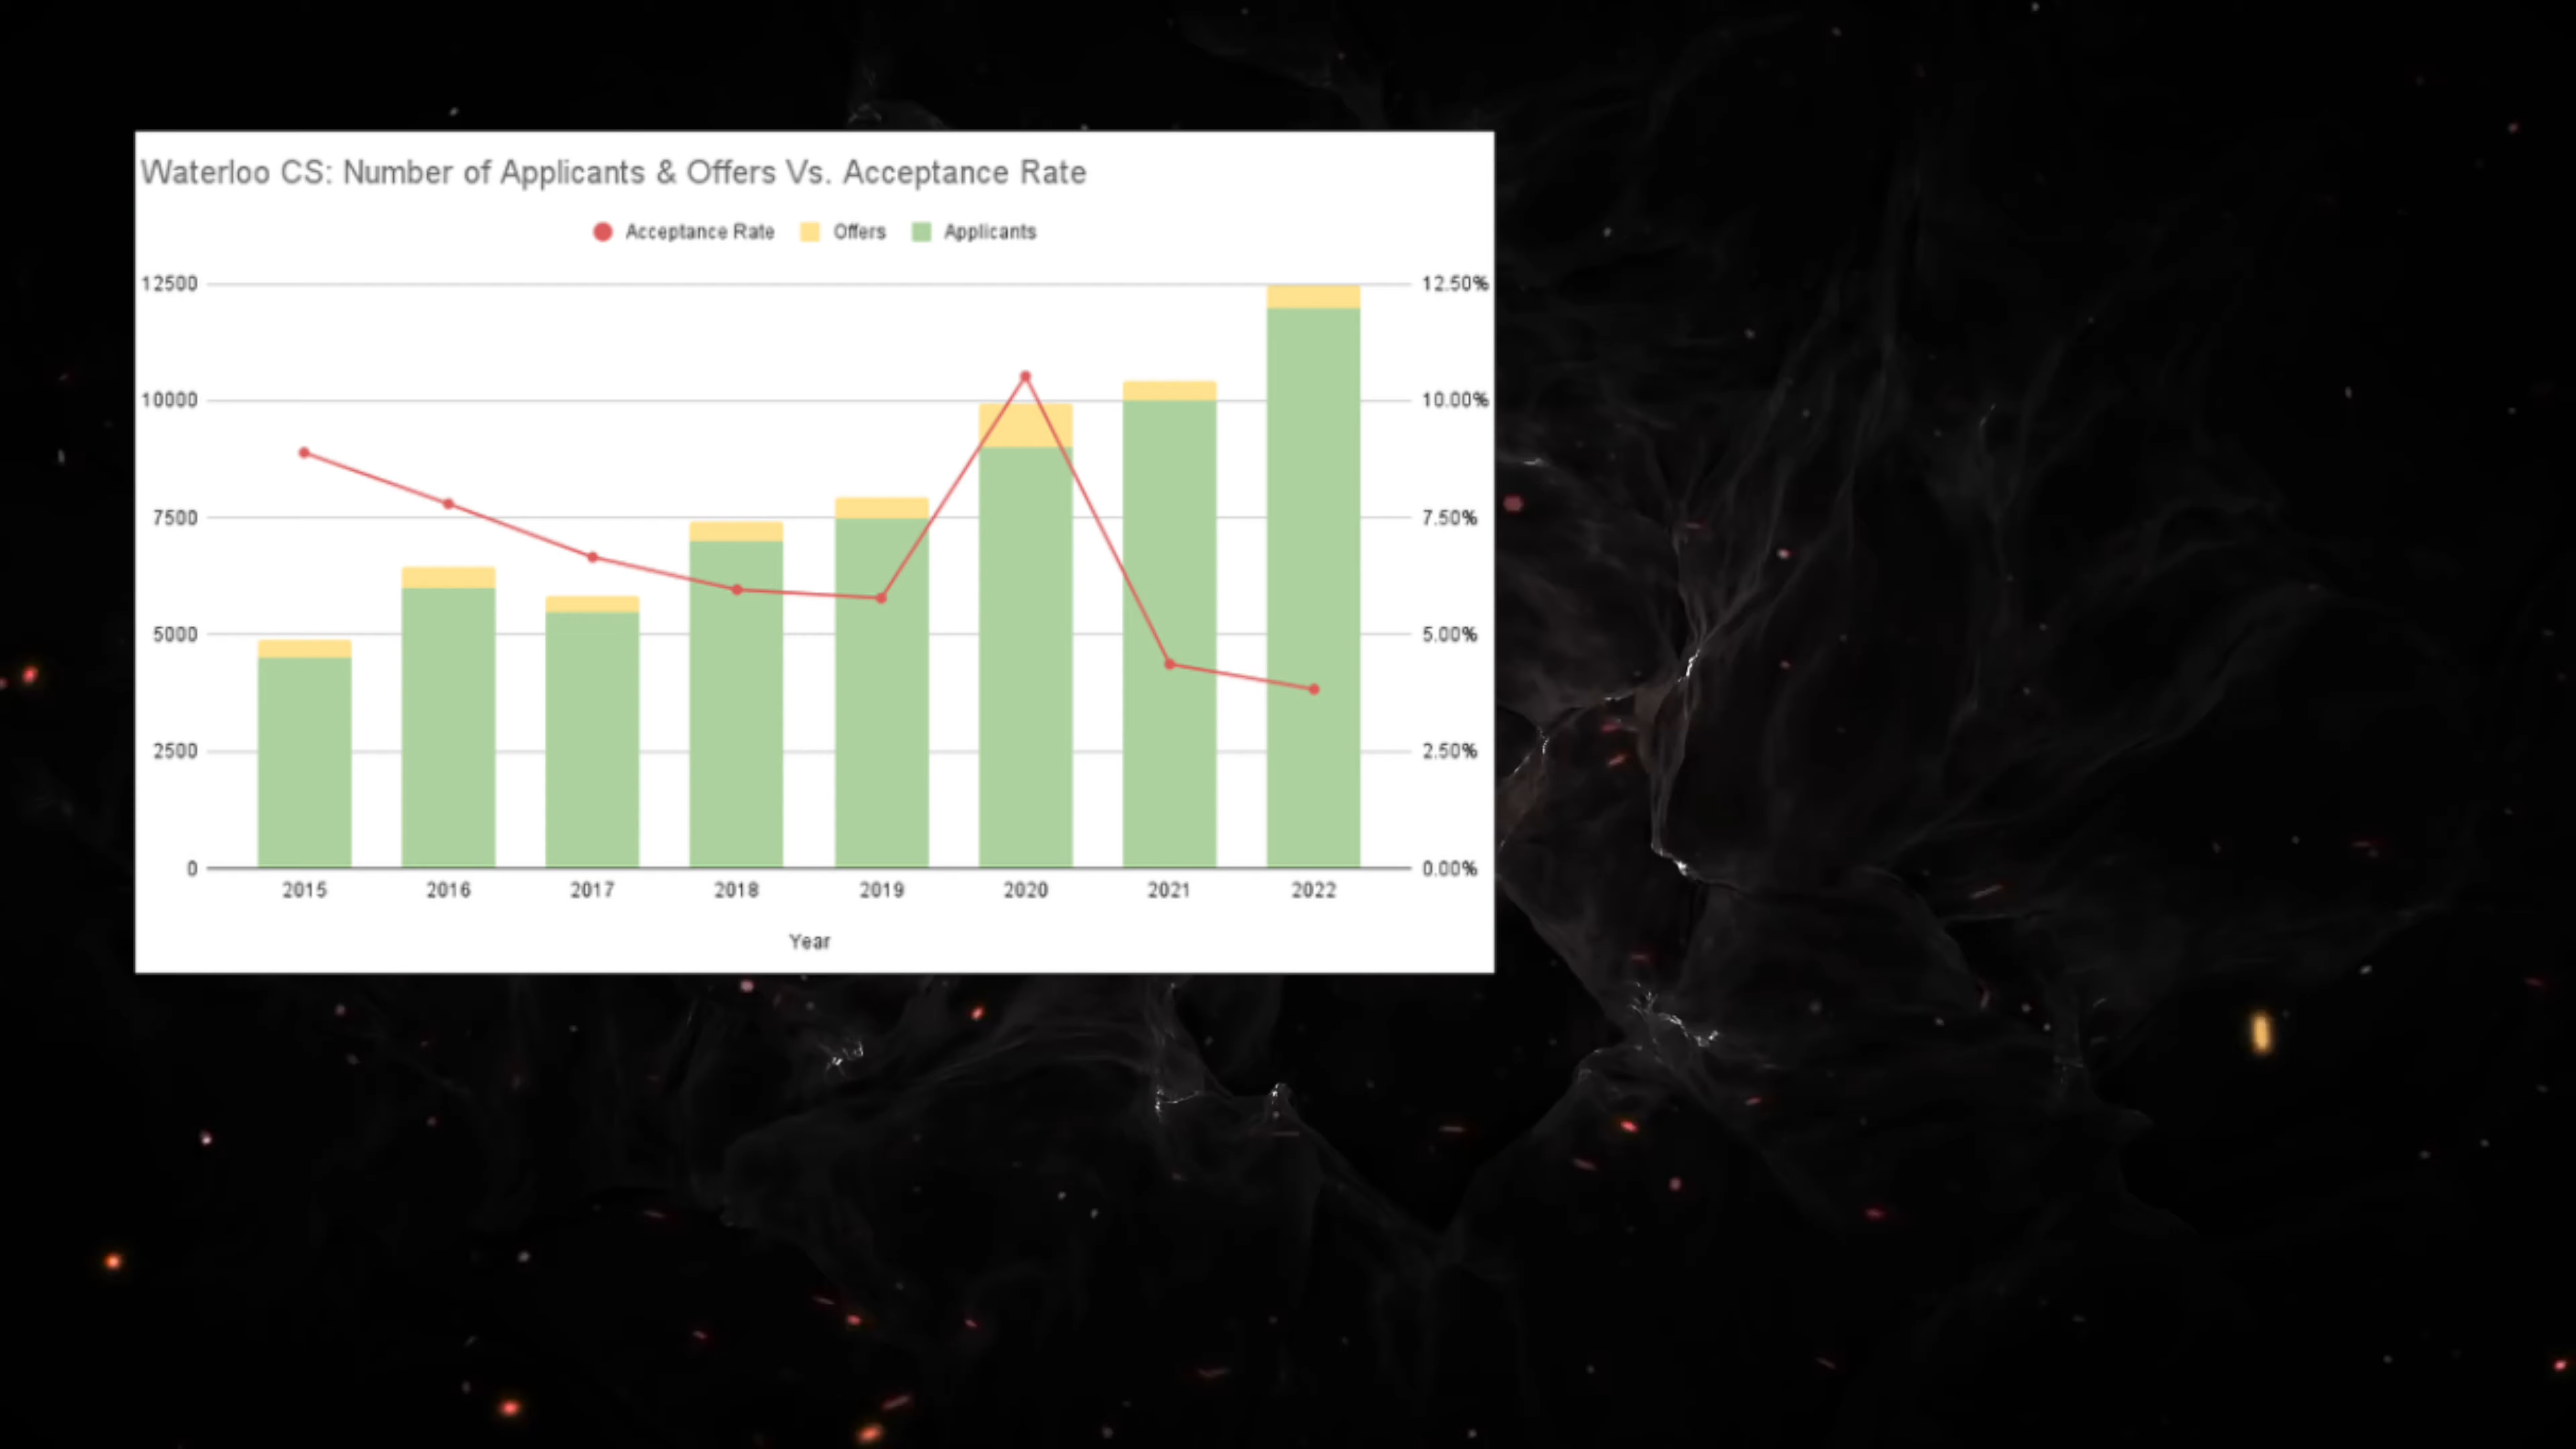 Waterloo CS: Number of Applicants & Offers Vs. Acceptance Rate
Acceptance Rate Offers Applicants
12500 12.50%
10000 10.00%
7500 7.50%
5000 5.00%
2500 2.50%
0 0.00%
2015 2016 2017 2018 2019 2020 2021 2022
Year